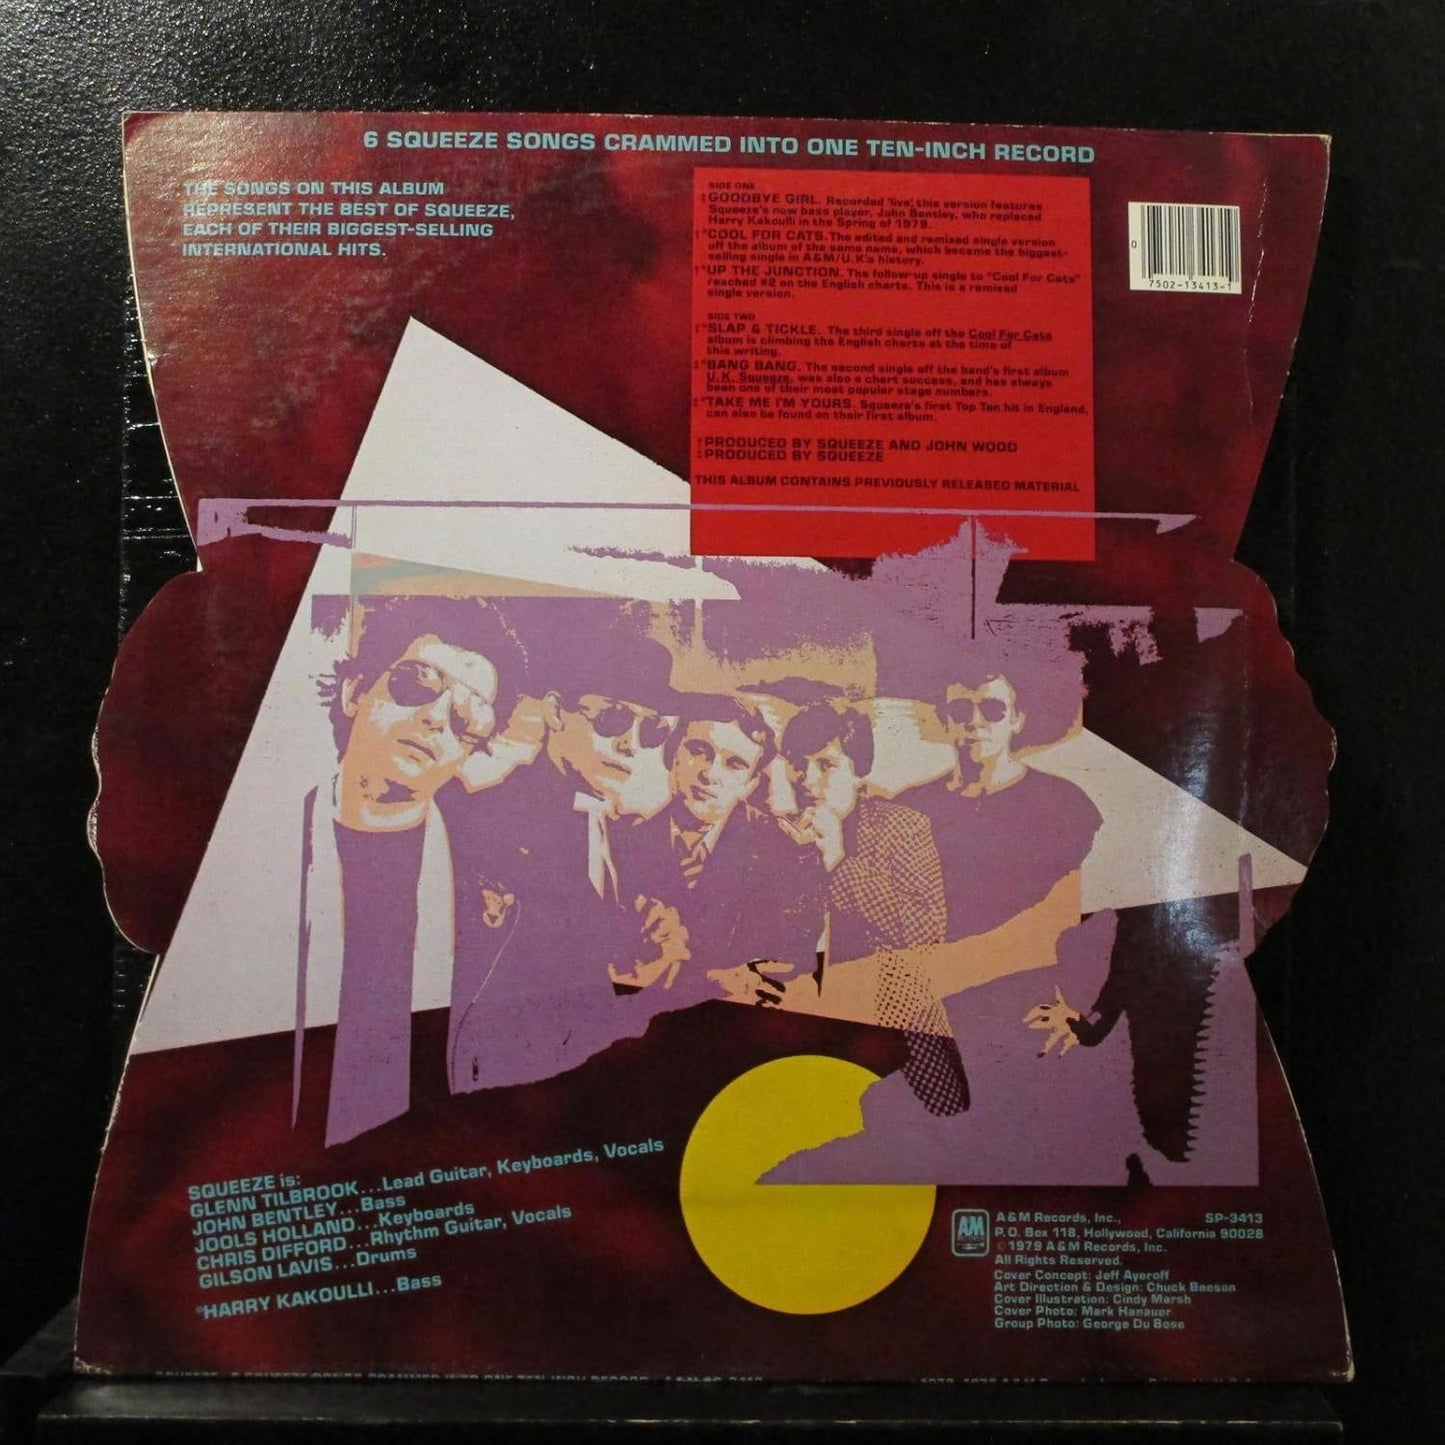 6 SQUEEZE SONGS CRAMMED INTO ONE TEN-INCH RECORD
THE SONGS ON THIS ALBUM
REPRESENT THE BEST OF SQUEEZE,
EACH OF THEIR BIGGEST-SELLING
INTERNATIONAL HITS.
SIDE ONE
‡GOODBYE GIRL. Recorded 'live', this version features
Squeeze's new bass player, John Bentley, who replaced
Harry Kakoulli in the Spring of 1979.
†*COOL FOR CATS. The edited and remixed single version
off the album of the same name, which became the biggest-
selling single in A&M/U.K's history.
†*UP THE JUNCTION. The follow-up single to "Cool For Cats"
reached #2 on the English charts. This is a remixed
single version.
SIDE TWO
‡*SLAP & TICKLE. The third single off the Cool For Cats
album is climbing the English charts at the time of
this writing.
‡*BANG BANG. The second single off the band's first album
U.K. Squeeze, was also a chart success, and has always
been one of their most popular stage numbers.
‡*TAKE ME I'M YOURS. Squeeze's first Top Ten hit in England,
can also be found on their first album.
†PRODUCED BY SQUEEZE AND JOHN WOOD
‡PRODUCED BY SQUEEZE
THIS ALBUM CONTAINS PREVIOUSLY RELEASED MATERIAL
0 7502-13413-1
SQUEEZE is:
GLENN TILBROOK...Lead Guitar, Keyboards, Vocals
JOHN BENTLEY...Bass
JOOLS HOLLAND...Keyboards
CHRIS DIFFORD...Rhythm Guitar, Vocals
GILSON LAVIS...Drums
*HARRY KAKOULLI...Bass
AM
RECORDS
A&M Records, Inc., SP-3413
P.O. Box 118, Hollywood, California 90028
©1979 A&M Records, Inc.
All Rights Reserved.
Cover Concept: Jeff Ayeroff
Art Direction & Design: Chuck Beeson
Cover Illustration: Cindy Marsh
Cover Photo: Mark Hanauer
Group Photo: George Du Bose